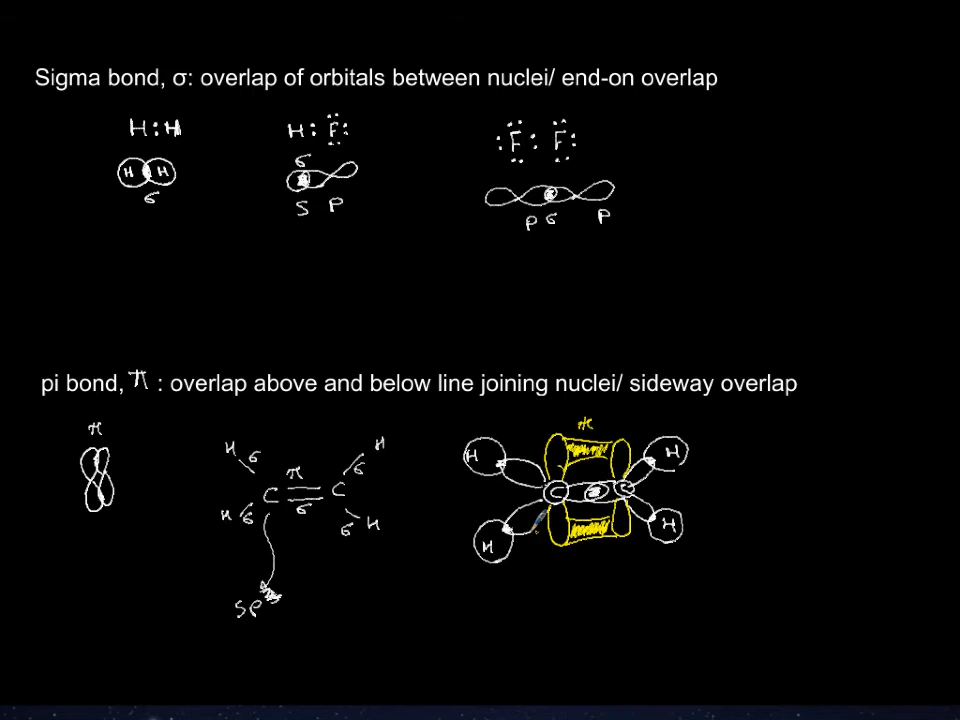 Sigma bond, σ: overlap of orbitals between nuclei/ end-on overlap
H : H
H : F :
: F : F :
H H
σ
σ
S P
P σ P
pi bond, π : overlap above and below line joining nuclei/ sideway overlap
π
H σ π σ H
C C
H σ σ σ H
SP
π
H H
C C
H H